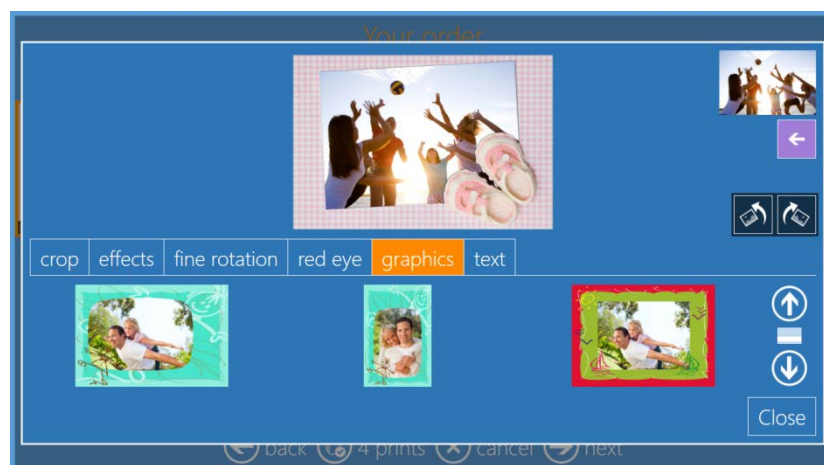 Your order
crop effects fine rotation red eye graphics text
Close
back 4 prints cancel next